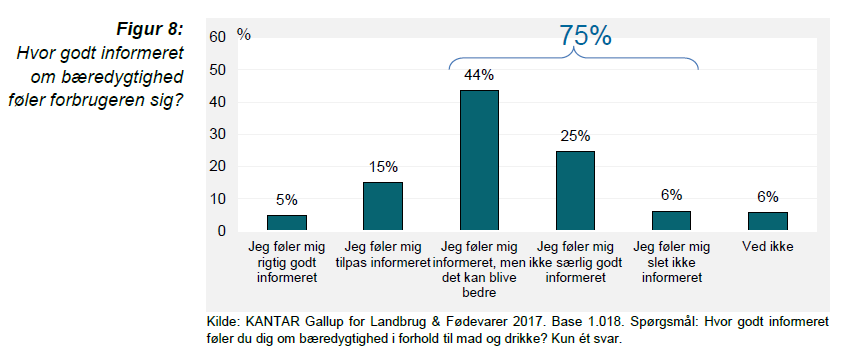 Figur 8:
Hvor godt informeret
om bæredygtighed
føler forbrugeren sig?
60 %
75%
50
44%
40
30
25%
20
15%
10
5%
6%
6%
0
Jeg føler mig
rigtig godt
informeret
Jeg føler mig
tilpas informeret
Jeg føler mig
informeret, men
det kan blive
bedre
Jeg føler mig
ikke særlig godt
informeret
Jeg føler mig
slet ikke
informeret
Ved ikke
Kilde: KANTAR Gallup for Landbrug & Fødevarer 2017. Base 1.018. Spørgsmål: Hvor godt informeret
føler du dig om bæredygtighed i forhold til mad og drikke? Kun ét svar.